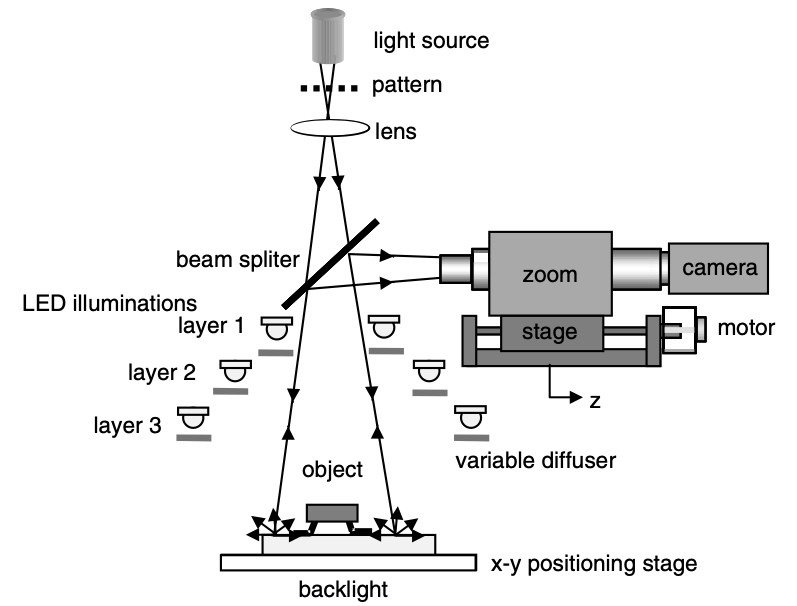 light source
pattern
lens
beam spliter
zoom
camera
LED illuminations
layer 1
stage
motor
layer 2
z
layer 3
variable diffuser
object
x-y positioning stage
backlight